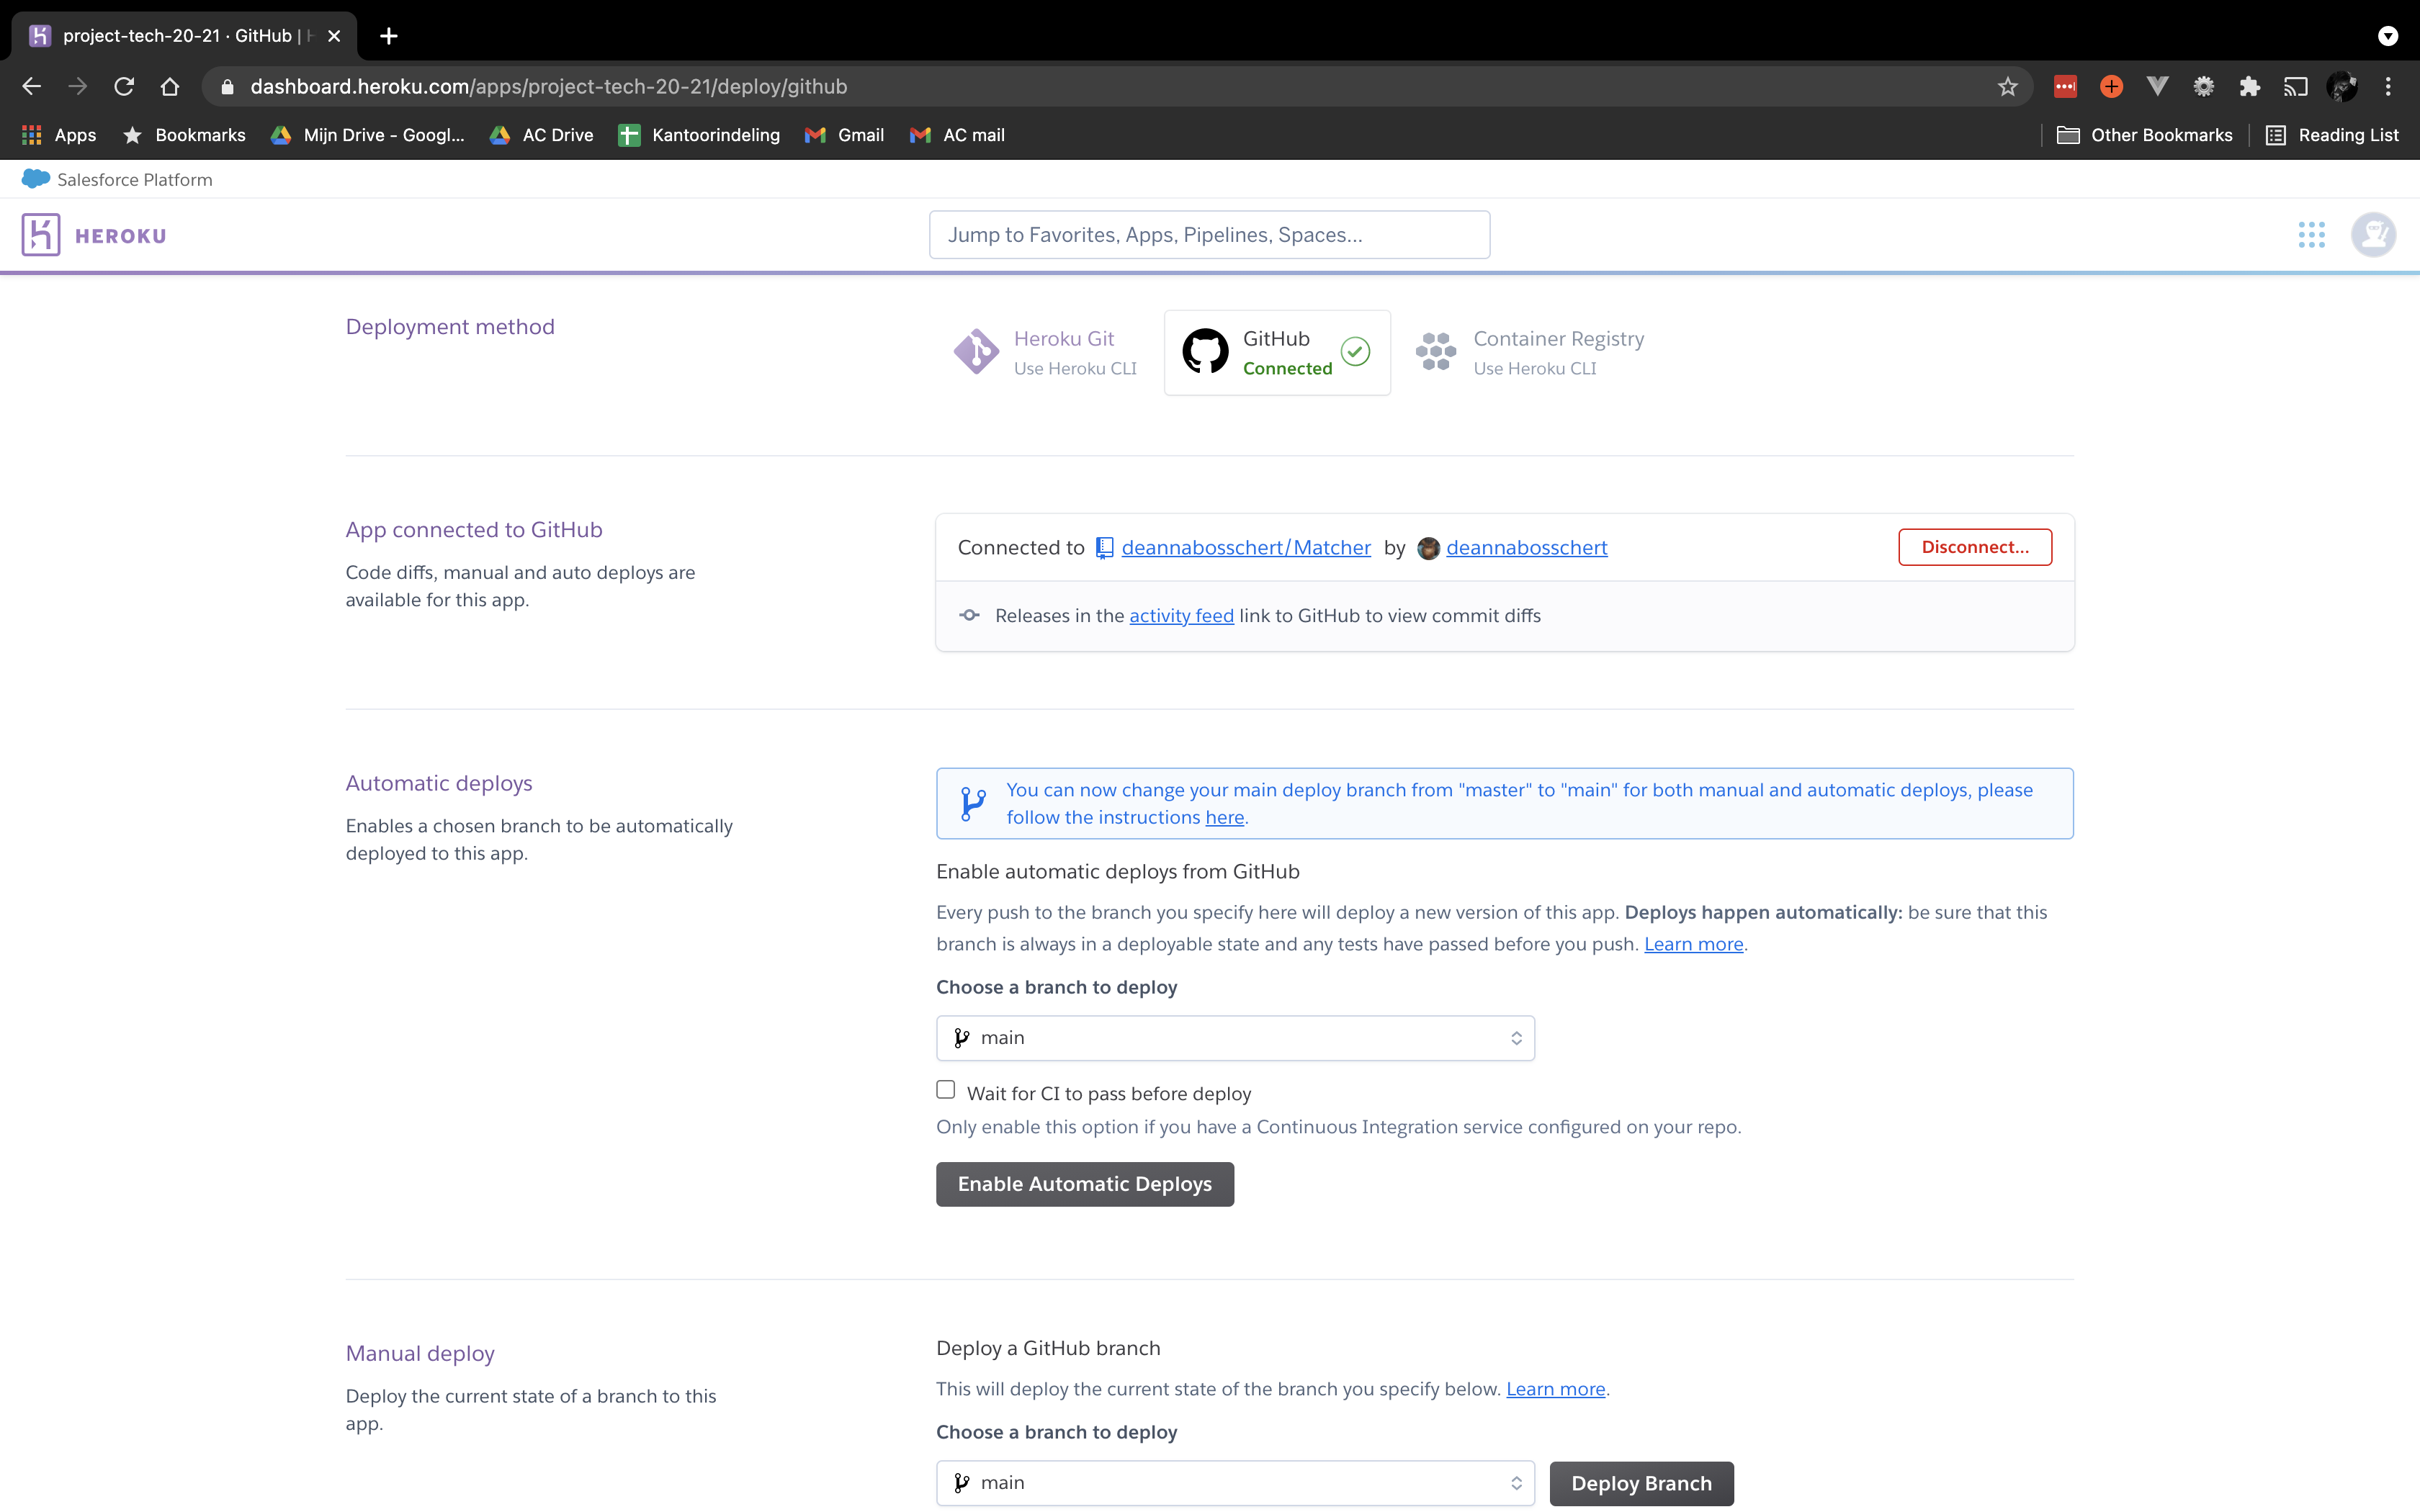 project-tech-20-21 · GitHub |
dashboard.heroku.com/apps/project-tech-20-21/deploy/github
Apps Bookmarks Mijn Drive - Googl... AC Drive Kantoorindeling Gmail AC mail Other Bookmarks Reading List
Salesforce Platform
HEROKU
Jump to Favorites, Apps, Pipelines, Spaces...
Deployment method
Heroku Git
Use Heroku CLI
GitHub
Connected
Container Registry
Use Heroku CLI
App connected to GitHub
Code diffs, manual and auto deploys are
available for this app.
Connected to deannabosschert/Matcher by deannabosschert
Disconnect...
Releases in the activity feed link to GitHub to view commit diffs
Automatic deploys
Enables a chosen branch to be automatically
deployed to this app.
You can now change your main deploy branch from "master" to "main" for both manual and automatic deploys, please
follow the instructions here.
Enable automatic deploys from GitHub
Every push to the branch you specify here will deploy a new version of this app. Deploys happen automatically: be sure that this
branch is always in a deployable state and any tests have passed before you push. Learn more.
Choose a branch to deploy
main
Wait for CI to pass before deploy
Only enable this option if you have a Continuous Integration service configured on your repo.
Enable Automatic Deploys
Manual deploy
Deploy the current state of a branch to this
app.
Deploy a GitHub branch
This will deploy the current state of the branch you specify below. Learn more.
Choose a branch to deploy
main
Deploy Branch